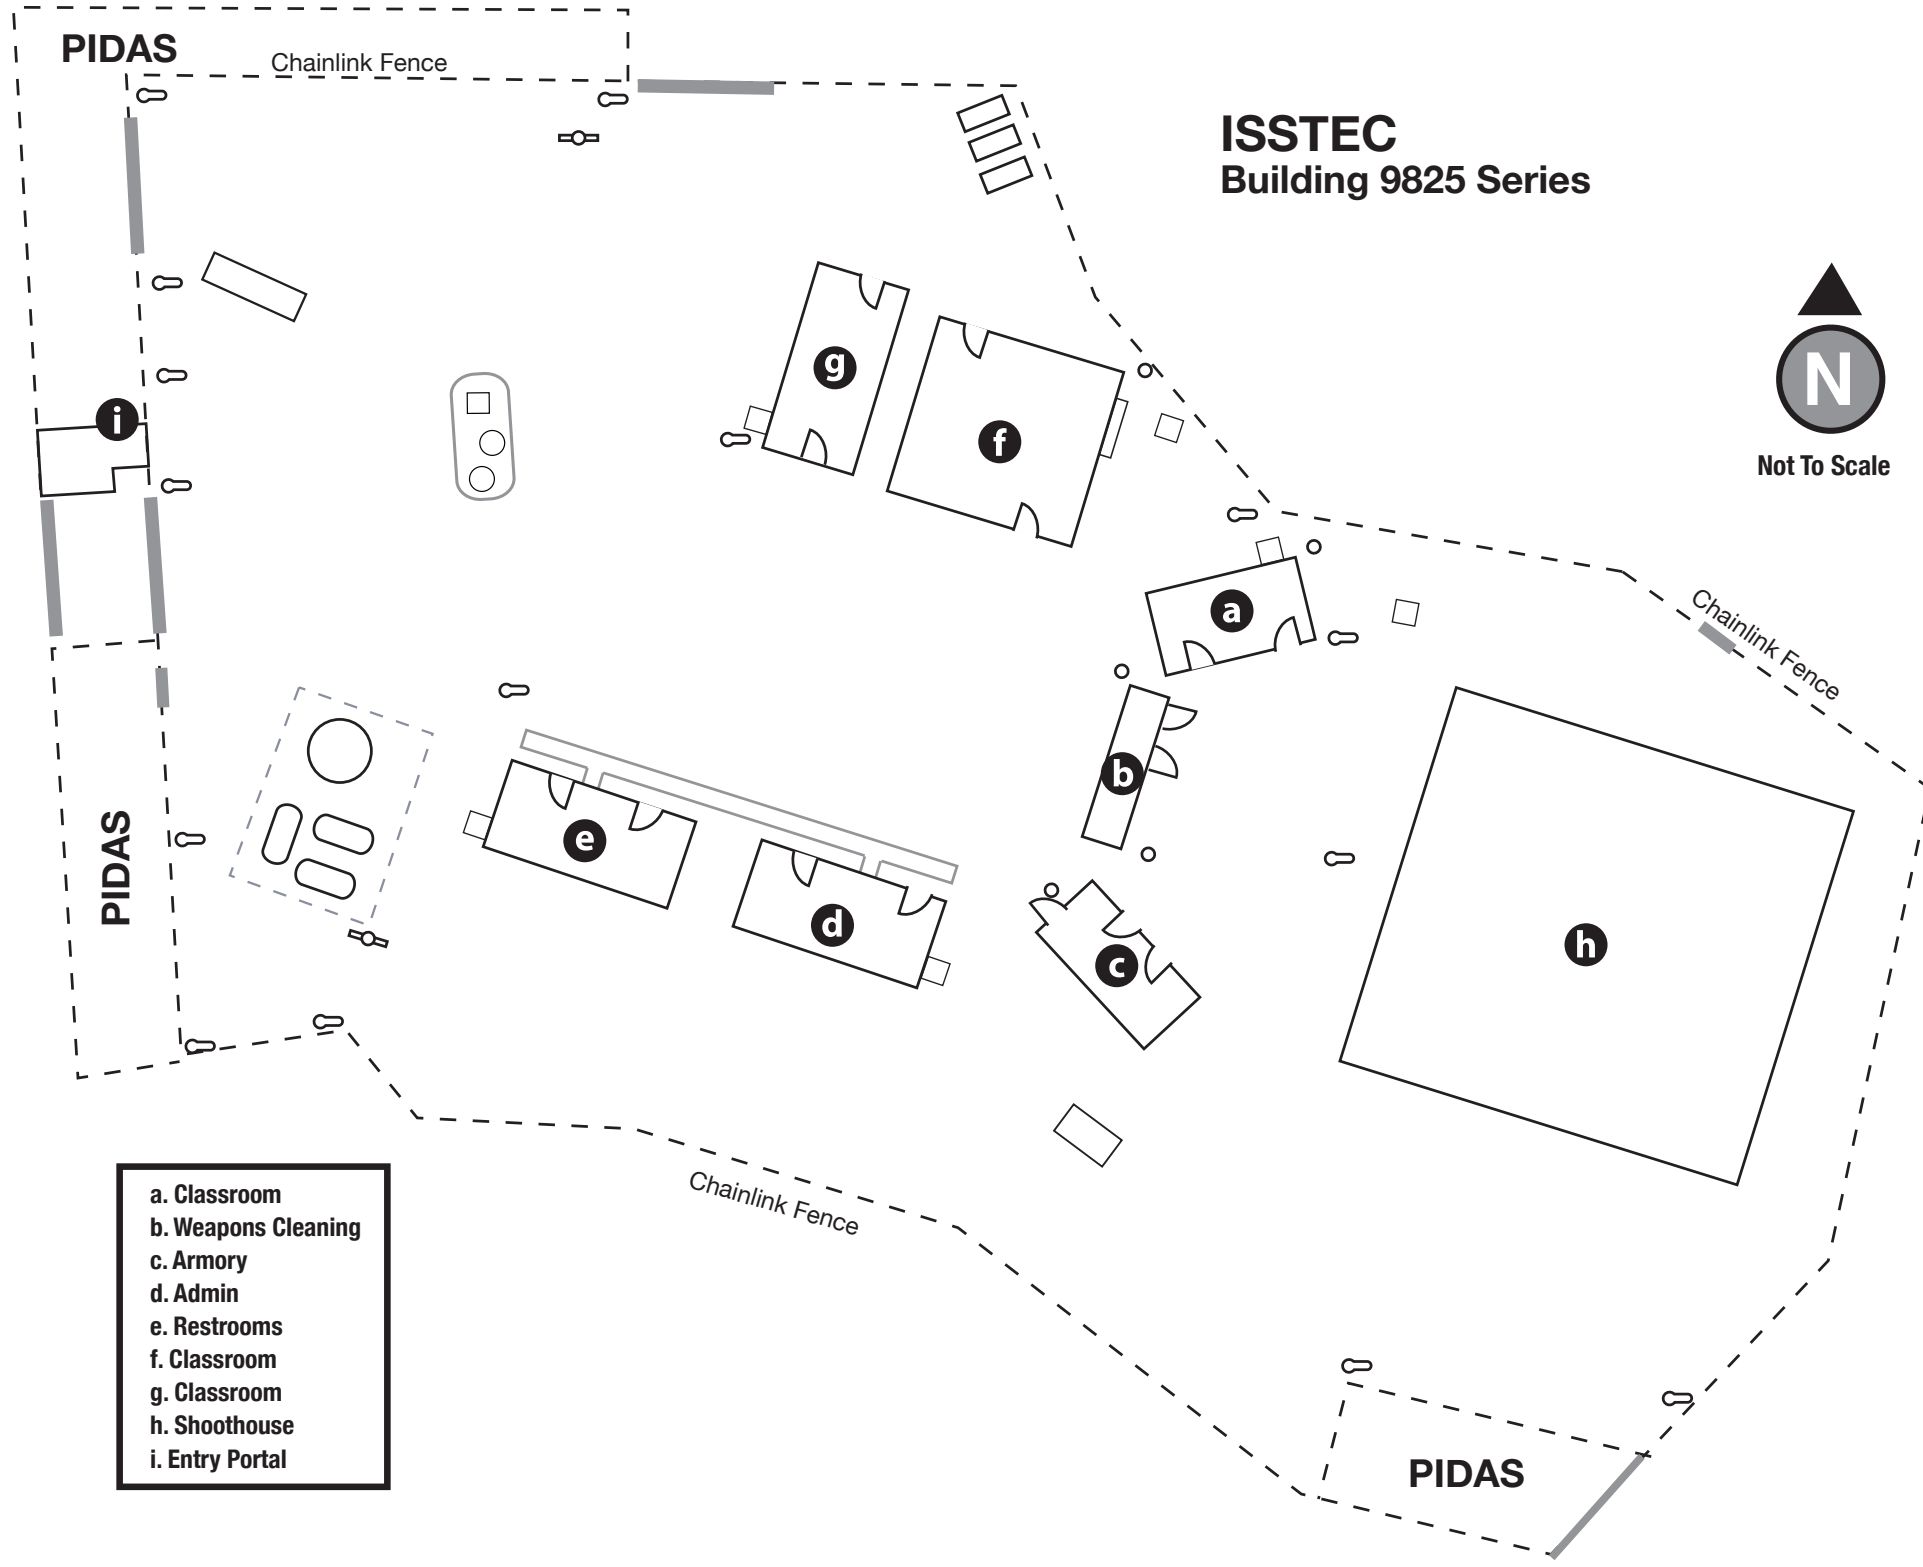 PIDAS
Chainlink Fence
ISSTEC
Building 9825 Series
N
Not To Scale
g
f
i
a
Chainlink Fence
b
e
d
c
h
PIDAS
Chainlink Fence
a. Classroom
b. Weapons Cleaning
c. Armory
d. Admin
e. Restrooms
f. Classroom
g. Classroom
h. Shoothouse
i. Entry Portal
PIDAS